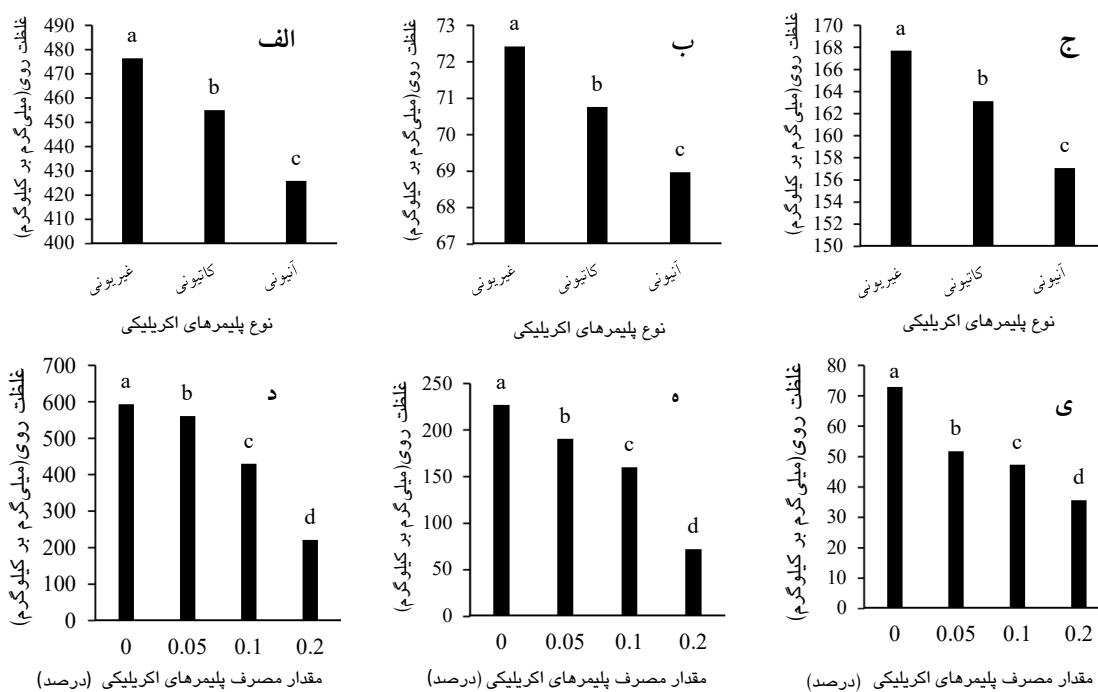 الف
غلظت روی(میلی‌گرم بر کیلوگرم)
490
480
470
460
450
440
430
420
410
400
a
b
c
غیریونی
کاتیونی
آنیونی
نوع پلیمرهای اکریلیکی
ب
غلظت روی(میلی‌گرم بر کیلوگرم)
73
72
71
70
69
68
67
a
b
c
غیریونی
کاتیونی
آنیونی
نوع پلیمرهای اکریلیکی
ج
غلظت روی(میلی‌گرم بر کیلوگرم)
170
168
166
164
162
160
158
156
154
152
150
a
b
c
غیریونی
کاتیونی
آنیونی
نوع پلیمرهای اکریلیکی
د
غلظت روی(میلی‌گرم بر کیلوگرم)
700
600
500
400
300
200
100
0
a
b
c
d
0 0.05 0.1 0.2
مقدار مصرف پلیمرهای اکریلیکی (درصد)
ه
غلظت روی(میلی‌گرم بر کیلوگرم)
250
200
150
100
50
0
a
b
c
d
0 0.05 0.1 0.2
مقدار مصرف پلیمرهای اکریلیکی (درصد)
ی
غلظت روی(میلی‌گرم بر کیلوگرم)
80
70
60
50
40
30
20
10
0
a
b
c
d
0 0.05 0.1 0.2
مقدار مصرف پلیمرهای اکریلیکی (درصد)